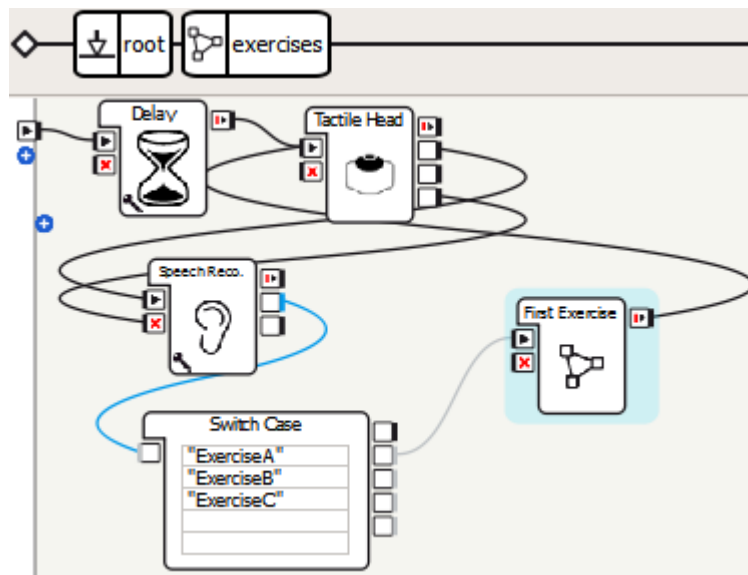 root
exercises
Delay
Tactile Head
Speech Reco.
First Exercise
Switch Case
"ExerciseA"
"ExerciseB"
"ExerciseC"